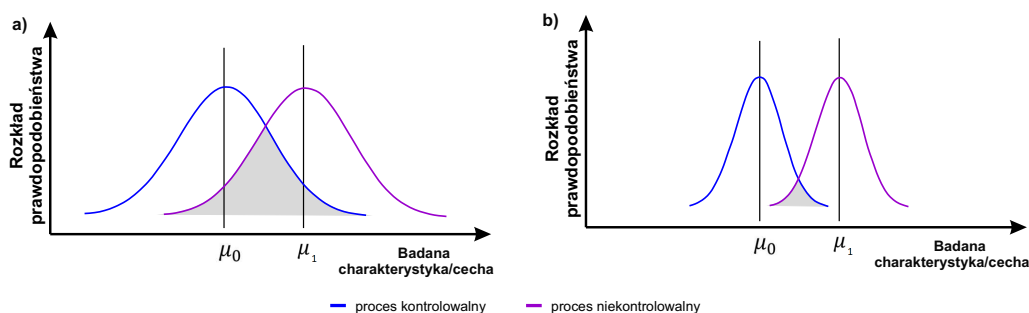 a)
Rozkład
prawdopodobieństwa
μ0
μ1
Badana
charakterystyka/cecha
b)
Rozkład
prawdopodobieństwa
μ0
μ1
Badana
charakterystyka/cecha
proces kontrolowalny
proces niekontrolowalny